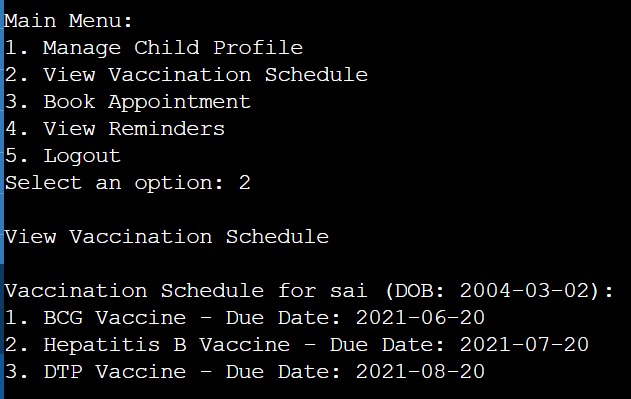 Main Menu:
1. Manage Child Profile
2. View Vaccination Schedule
3. Book Appointment
4. View Reminders
5. Logout
Select an option: 2
View Vaccination Schedule
Vaccination Schedule for sai (DOB: 2004-03-02):
1. BCG Vaccine - Due Date: 2021-06-20
2. Hepatitis B Vaccine - Due Date: 2021-07-20
3. DTP Vaccine - Due Date: 2021-08-20